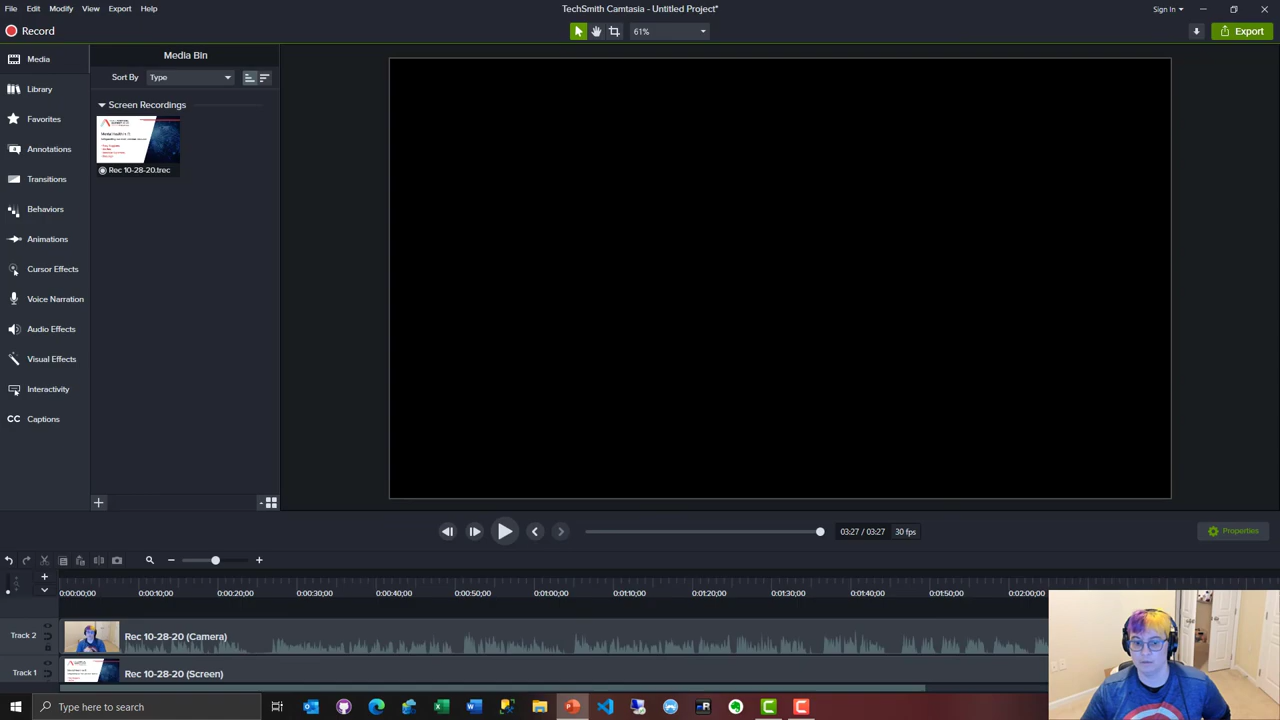 File Edit Modify View Export Help
TechSmith Camtasia - Untitled Project*
Sign In
Record
61%
Export
Media
Library
Favorites
Annotations
Transitions
Behaviors
Animations
Cursor Effects
Voice Narration
Audio Effects
Visual Effects
Interactivity
CC Captions
Media Bin
Sort By Type
Screen Recordings
Rec 10-28-20.trec
03:27 / 03:27 30 fps
Properties
0:00:00;00 0:00:10;00 0:00:20;00 0:00:30;00 0:00:40;00 0:00:50;00 0:01:00;00 0:01:10;00 0:01:20;00 0:01:30;00 0:01:40;00 0:01:50;00 0:02:00;00
Track 2 Rec 10-28-20 (Camera)
Track 1 Rec 10-28-20 (Screen)
Type here to search